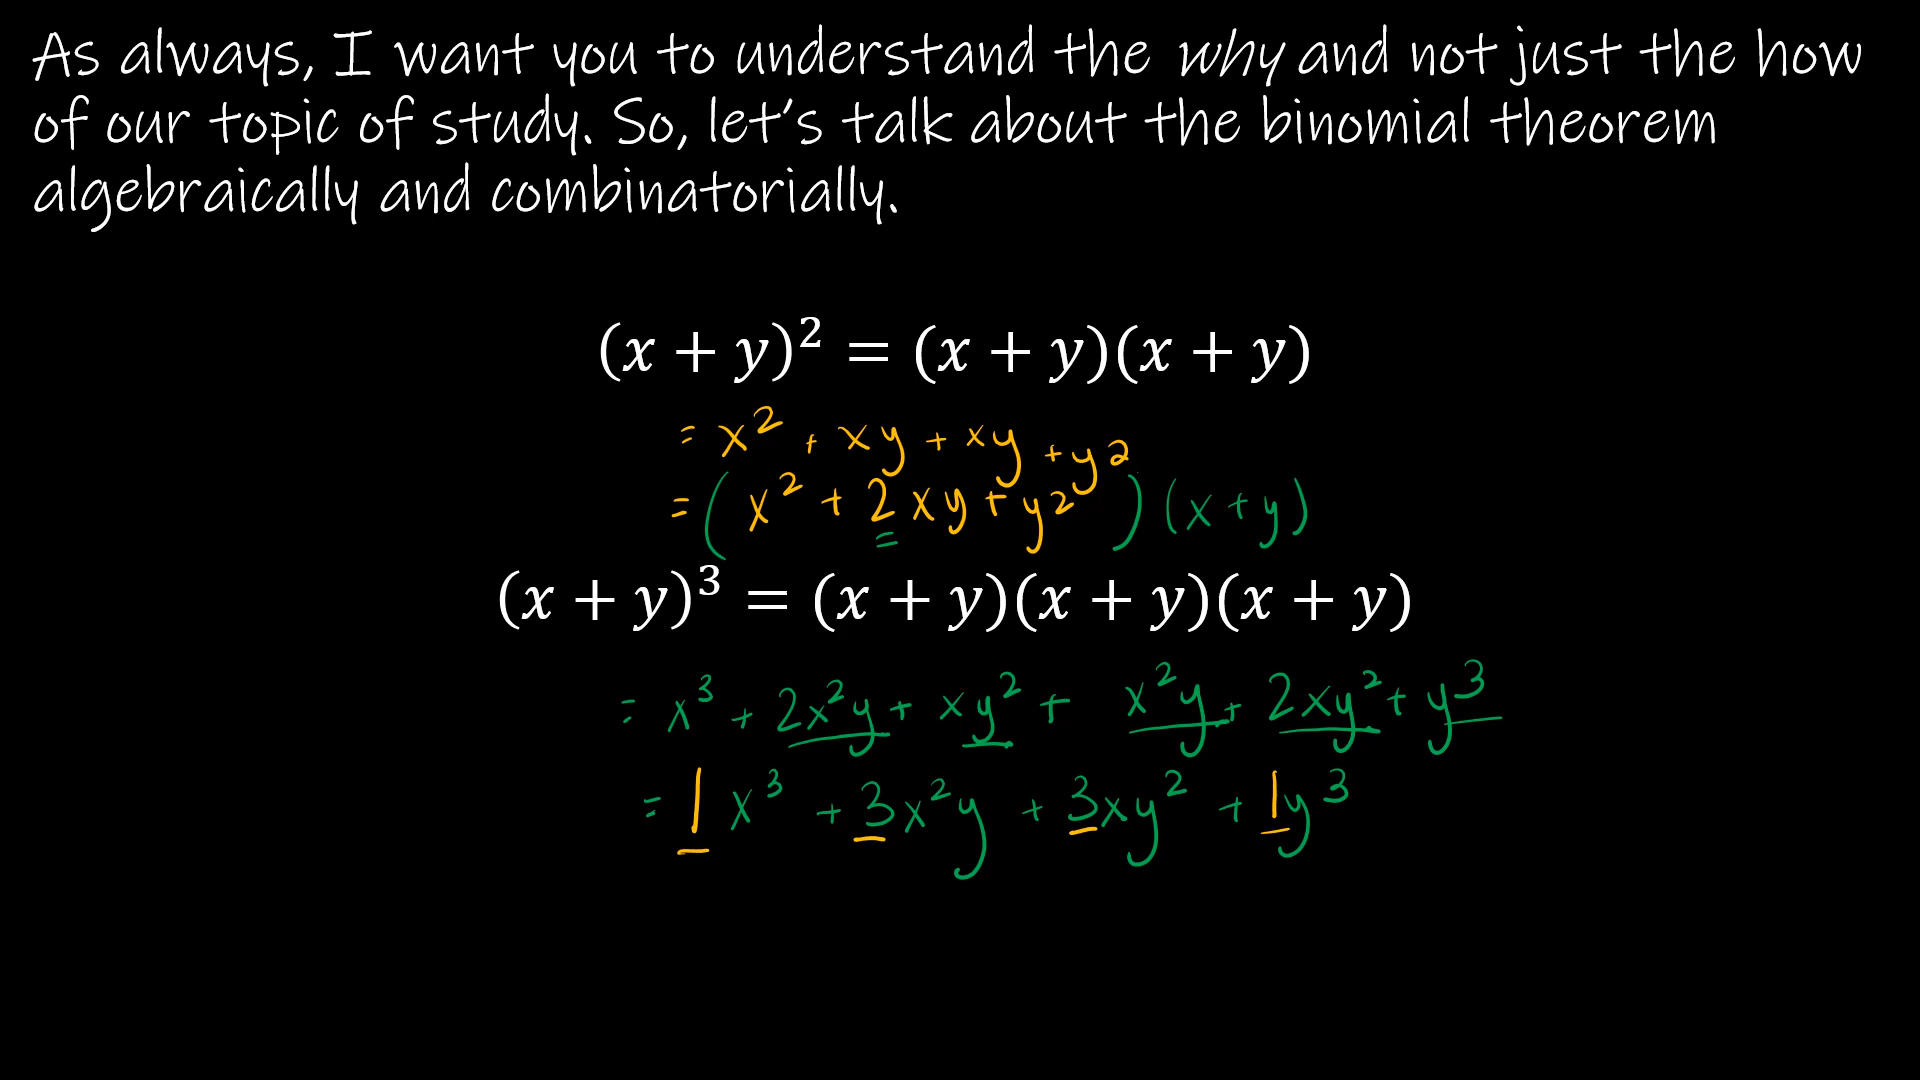 As always, I want you to understand the why and not just the how
of our topic of study. So, let's talk about the binomial theorem
algebraically and combinatorially.
(x + y)² = (x + y)(x + y)
= x² + xy + xy + y²
= (x² + 2xy + y²)(x + y)
(x + y)³ = (x + y)(x + y)(x + y)
= x³ + 2x²y + xy² + x²y + 2xy² + y³
= 1x³ + 3x²y + 3xy² + 1y³